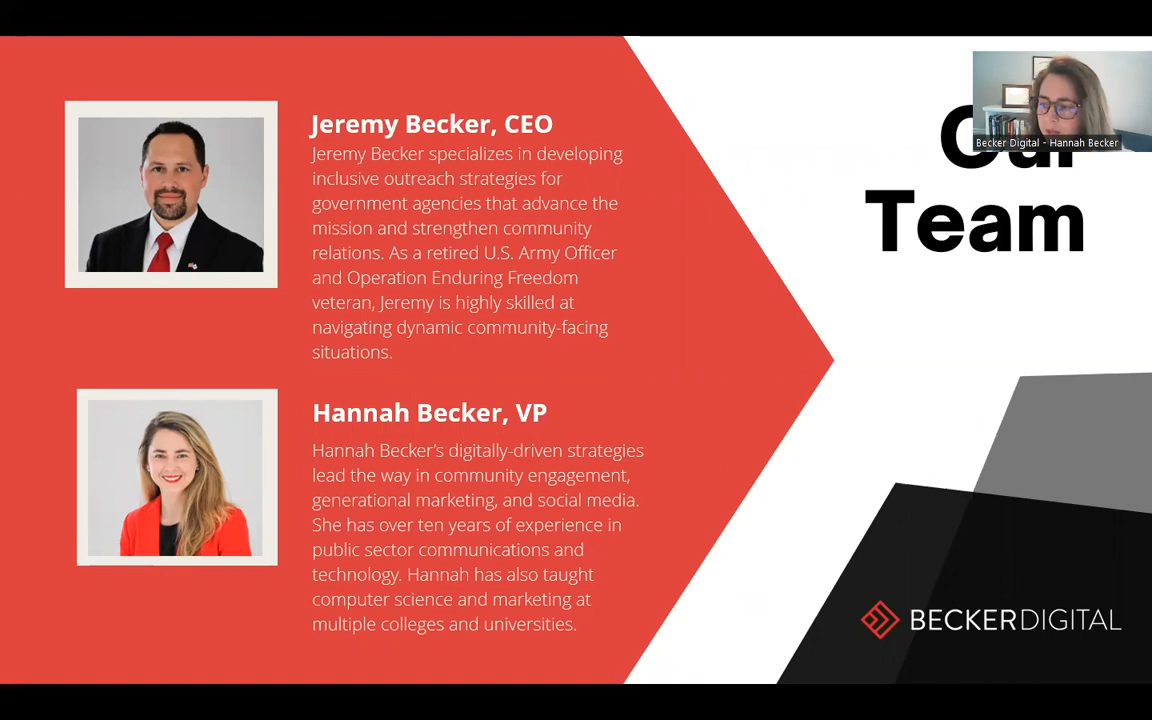 Jeremy Becker, CEO
Jeremy Becker specializes in developing
inclusive outreach strategies for
government agencies that advance the
mission and strengthen community
relations. As a retired U.S. Army Officer
and Operation Enduring Freedom
veteran, Jeremy is highly skilled at
navigating dynamic community-facing
situations.
Hannah Becker, VP
Hannah Becker’s digitally-driven strategies
lead the way in community engagement,
generational marketing, and social media.
She has over ten years of experience in
public sector communications and
technology. Hannah has also taught
computer science and marketing at
multiple colleges and universities.
Becker Digital - Hannah Becker
Our
Team
BECKERDIGITAL